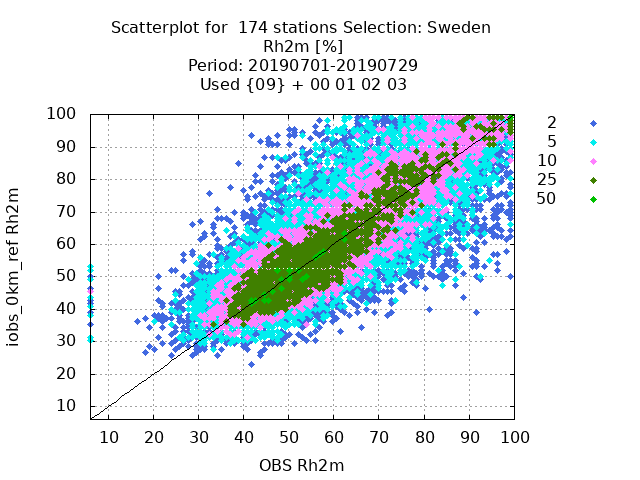 Scatterplot for  174 stations Selection: Sweden
Rh2m [%]
Period: 20190701-20190729
Used {09} + 00 01 02 03
100
90
80
70
60
50
40
30
20
10
iobs_0km_ref Rh2m
10 20 30 40 50 60 70 80 90 100
OBS Rh2m
2
5
10
25
50